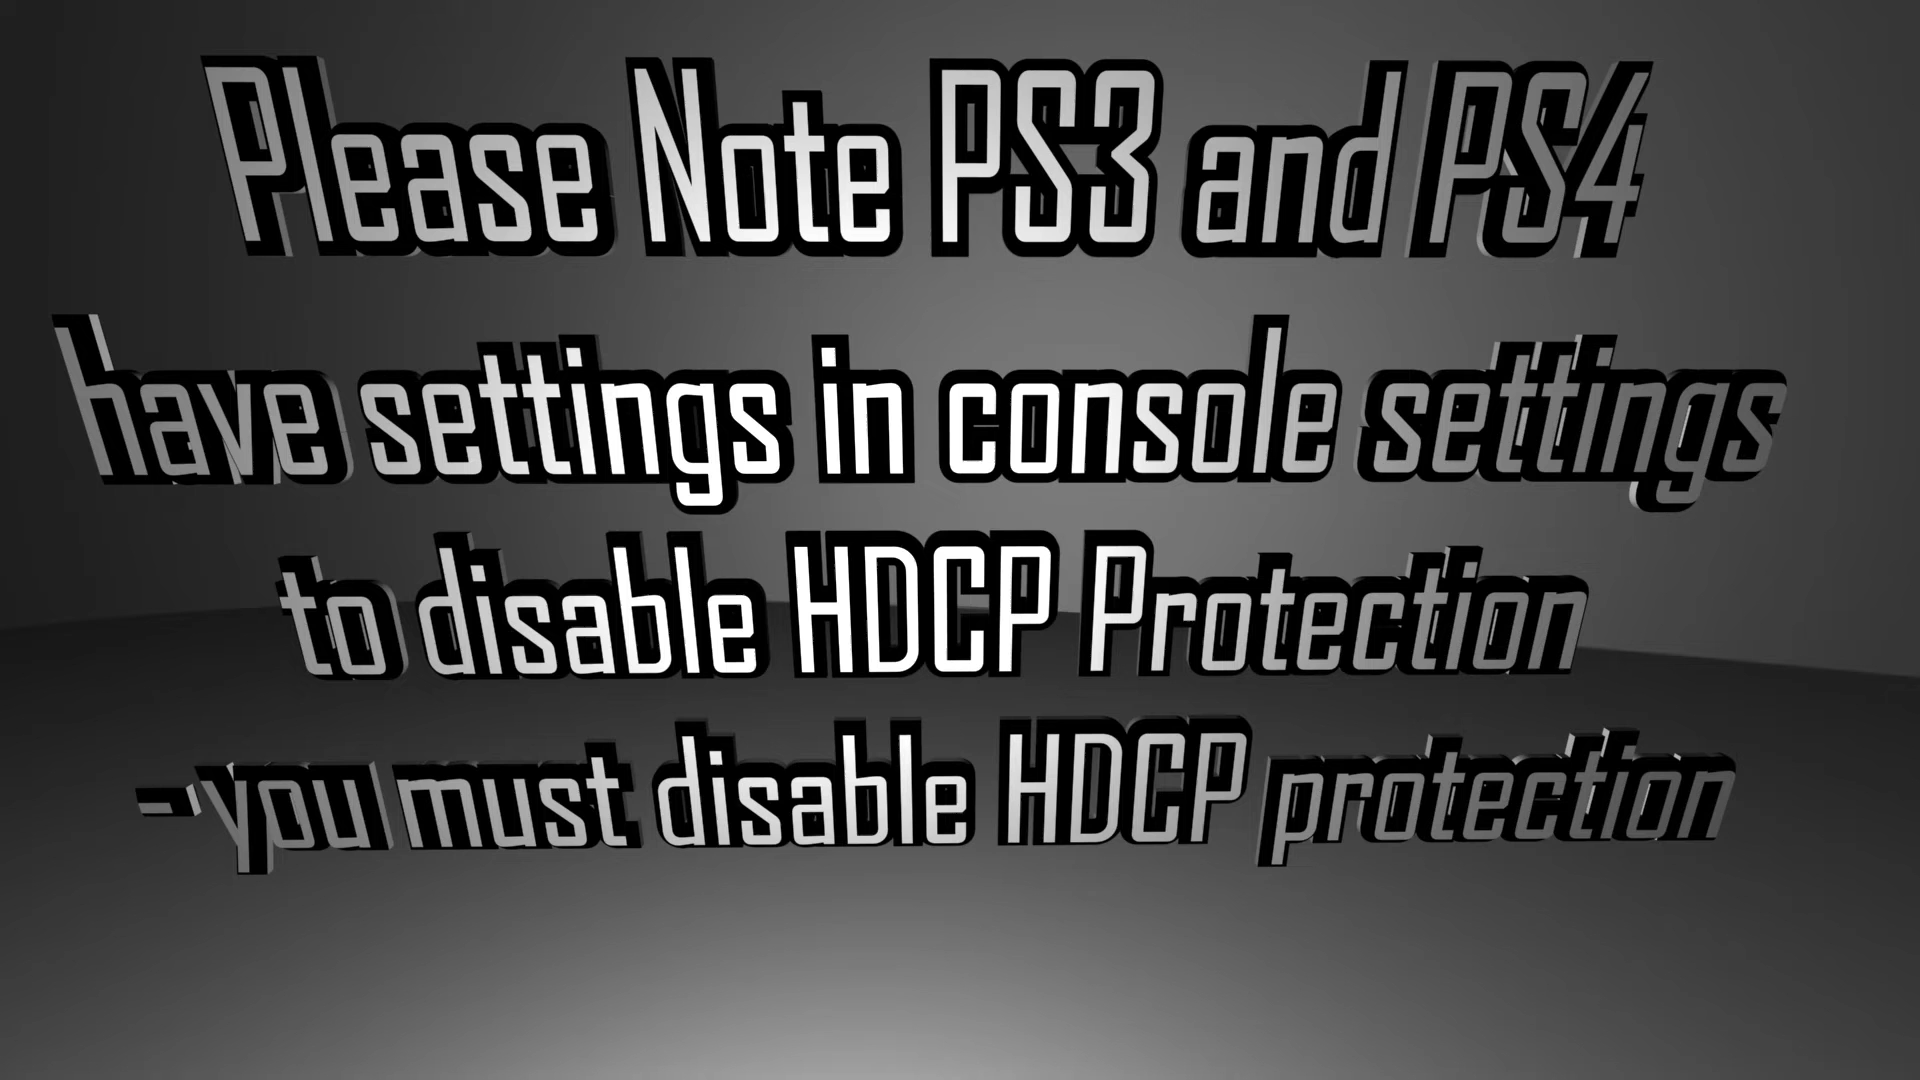 Please Note PS3 and PS4
have settings in console settings
to disable HDCP Protection
-you must disable HDCP protection